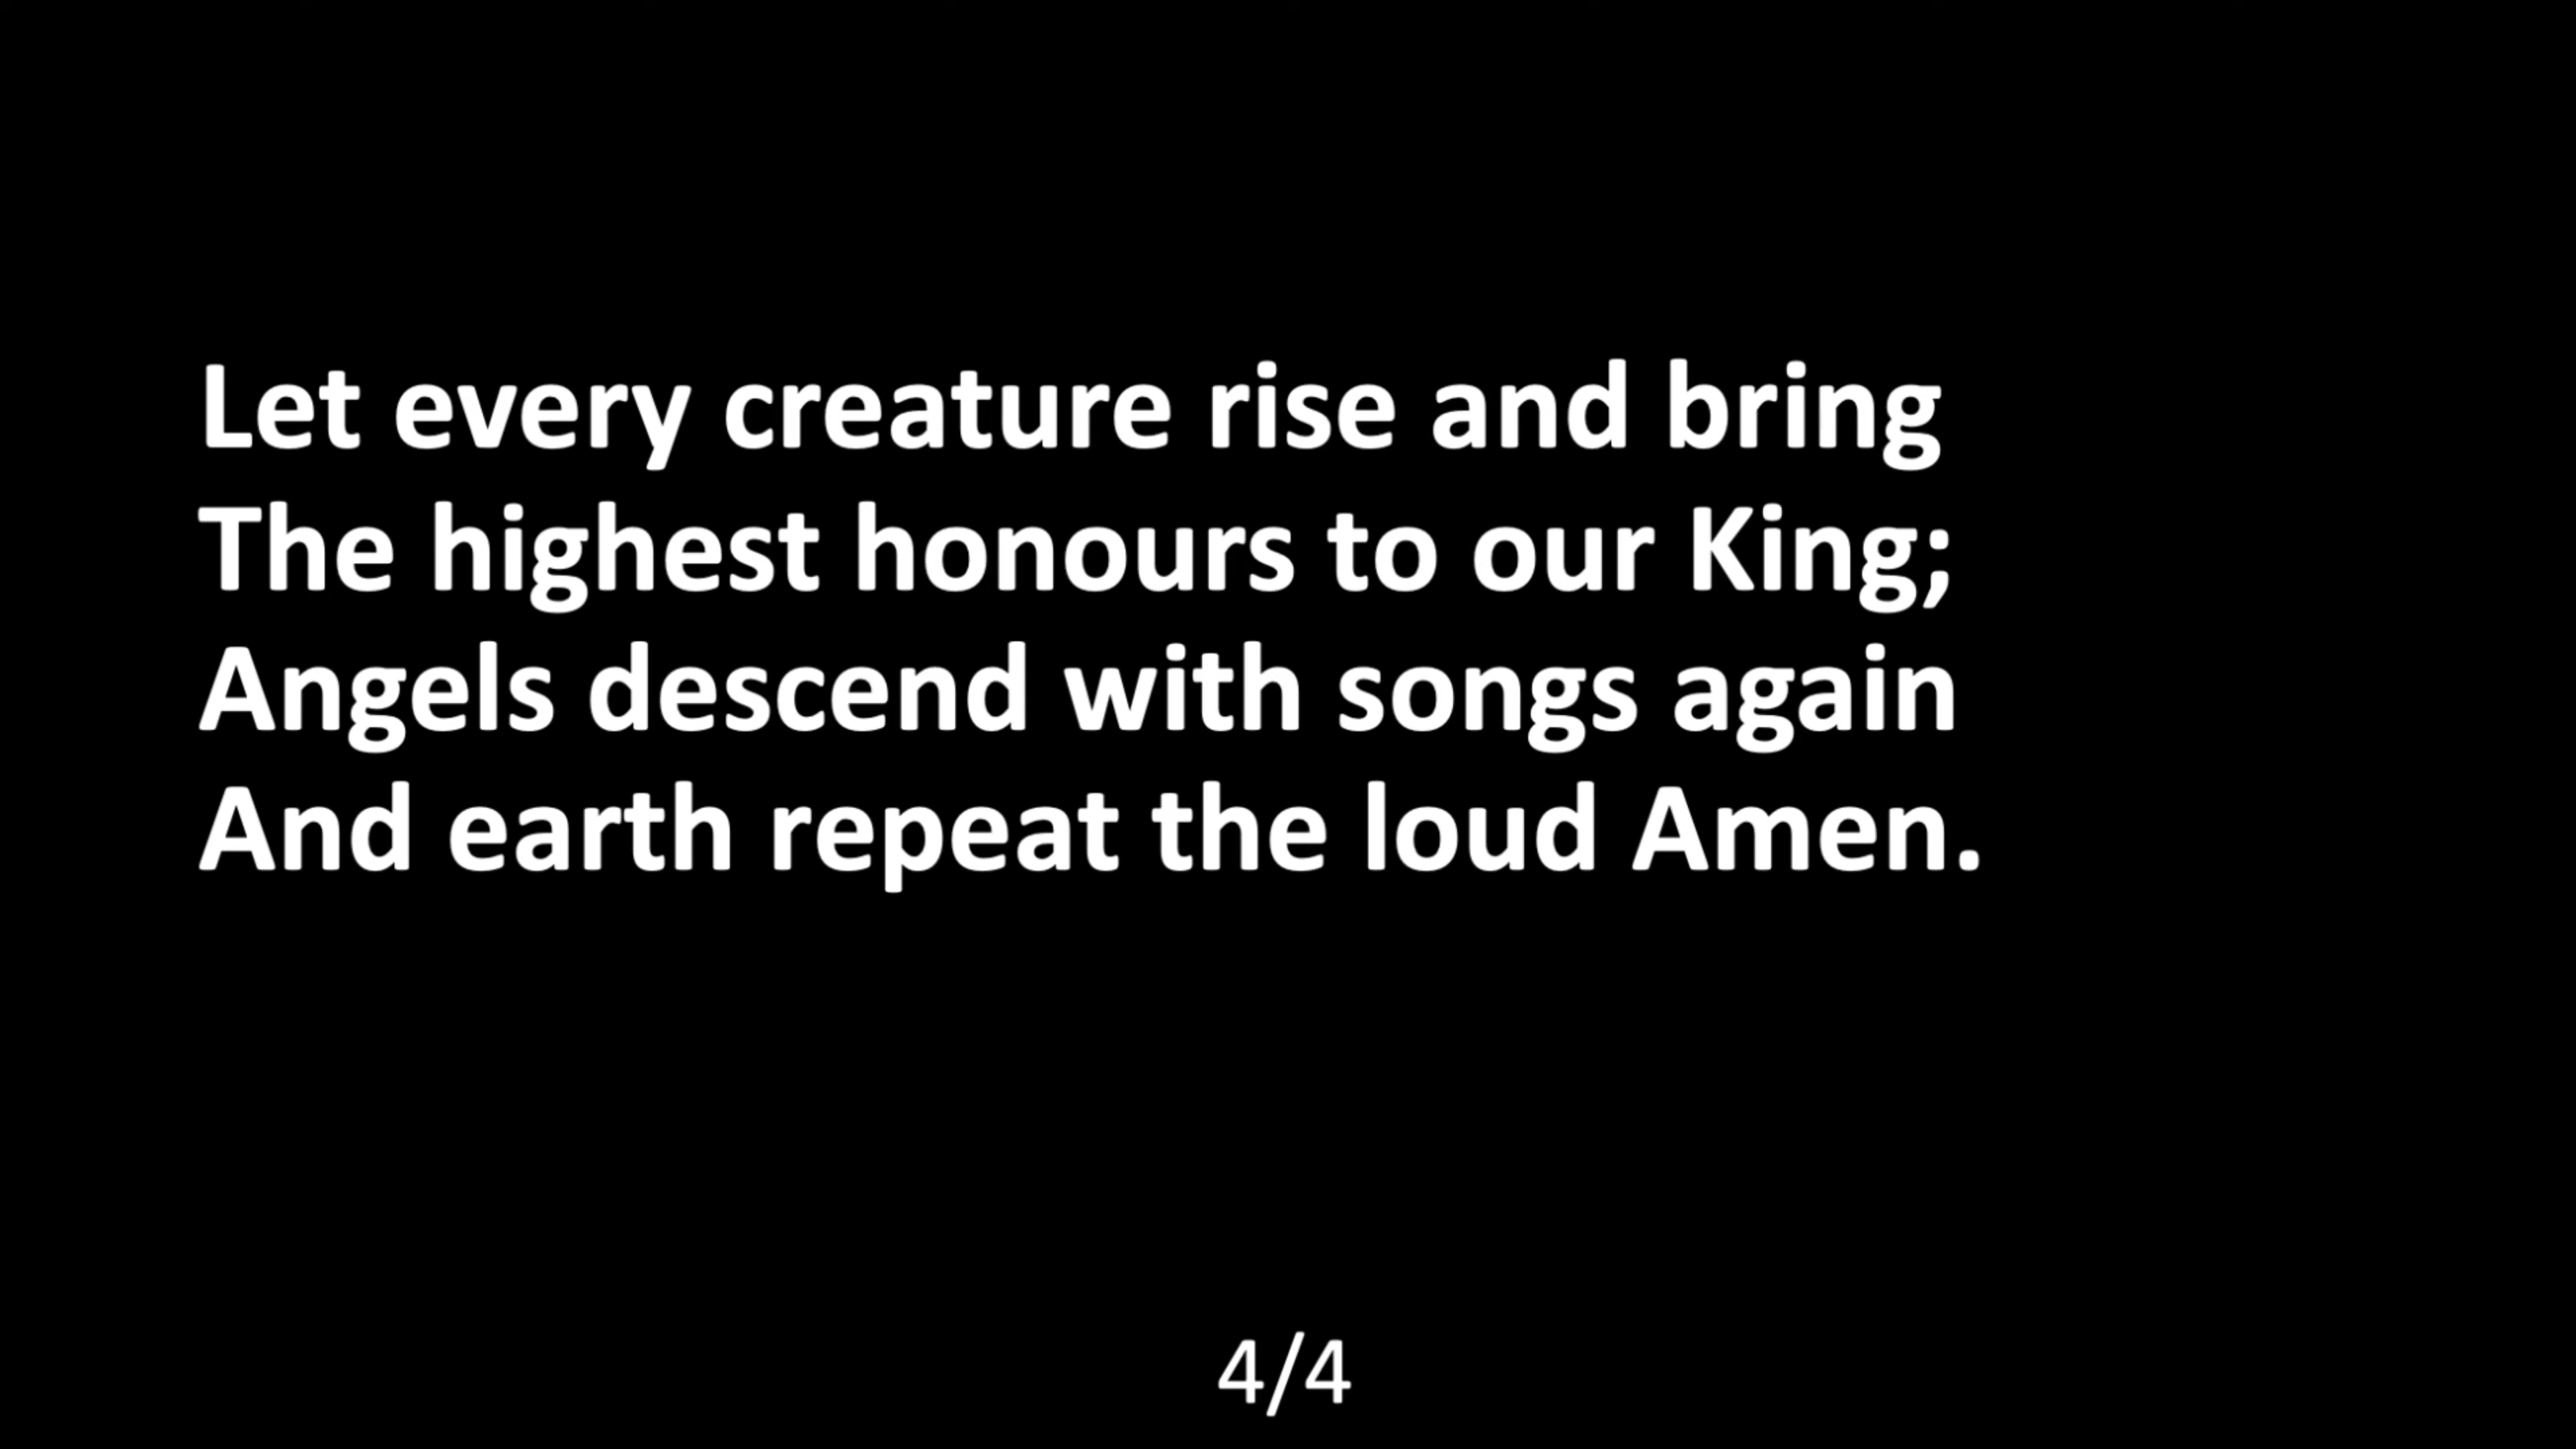 Let every creature rise and bring
The highest honours to our King;
Angels descend with songs again
And earth repeat the loud Amen.
4/4